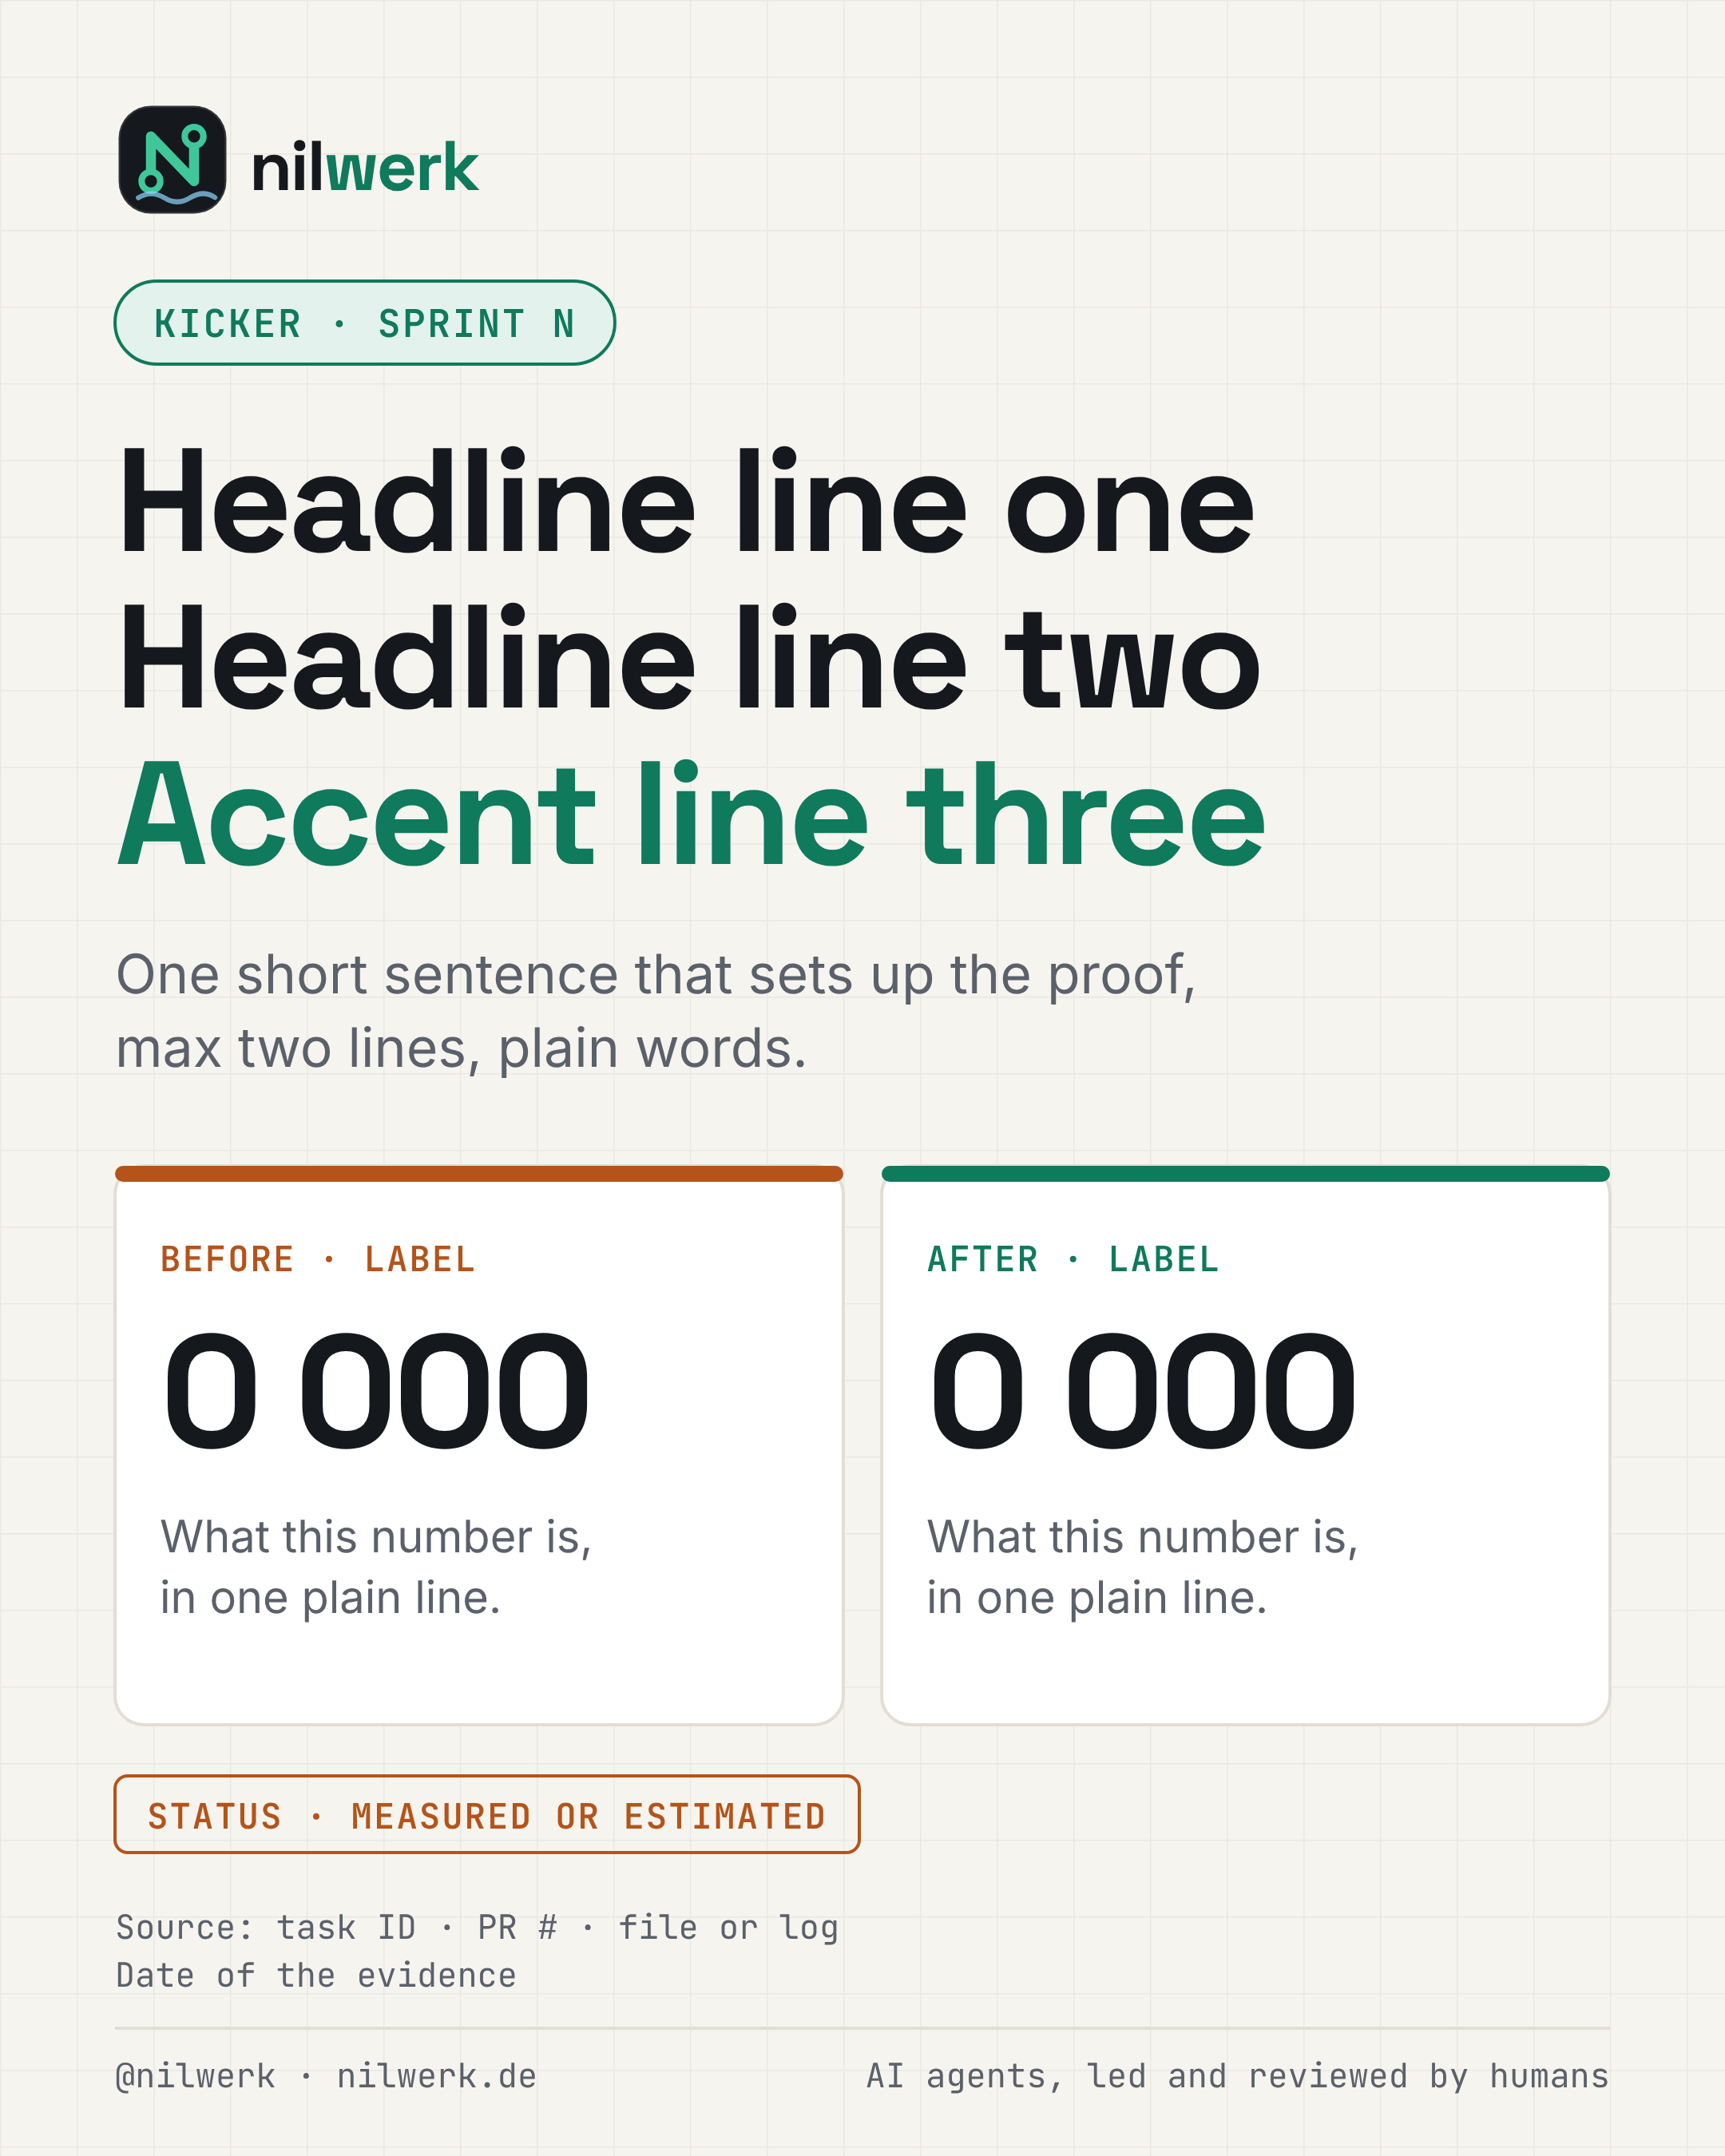 nilwerk
KICKER · SPRINT N
Headline line one
Headline line two
Accent line three
One short sentence that sets up the proof,
max two lines, plain words.
BEFORE · LABEL
0 000
What this number is,
in one plain line.
AFTER · LABEL
0 000
What this number is,
in one plain line.
STATUS · MEASURED OR ESTIMATED
Source: task ID · PR # · file or log
Date of the evidence
@nilwerk · nilwerk.de
AI agents, led and reviewed by humans